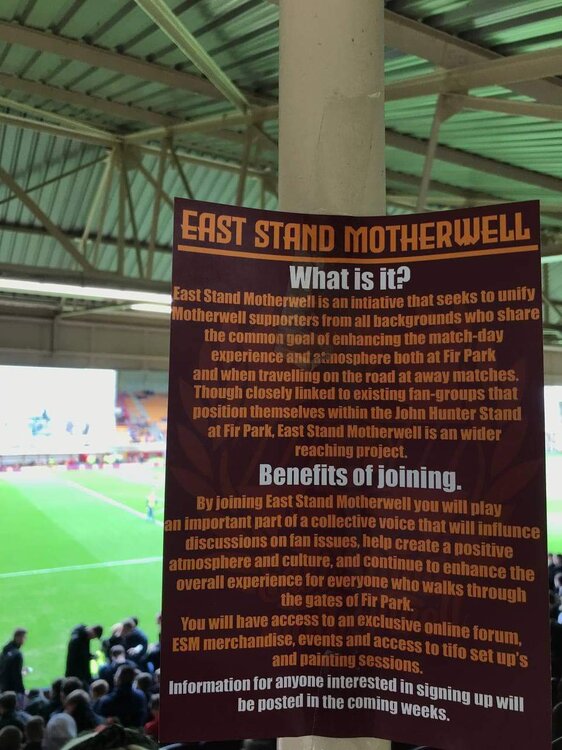 EAST STAND MOTHERWELL
What is it?
East Stand Motherwell is an intiative that seeks to unify
Motherwell supporters from all backgrounds who share
the common goal of enhancing the match-day
experience and atmosphere both at Fir Park
and when travelling on the road at away matches.
Though closely linked to existing fan-groups that
position themselves within the John Hunter Stand
at Fir Park, East Stand Motherwell is an wider
reaching project.
Benefits of joining.
By joining East Stand Motherwell you will play
an important part of a collective voice that will influnce
discussions on fan issues, help create a positive
atmosphere and culture, and continue to enhance the
overall experience for everyone who walks through
the gates of Fir Park.
You will have access to an exclusive online forum,
ESM merchandise, events and access to tifo set up's
and painting sessions.
Information for anyone interested in signing up will
be posted in the coming weeks.